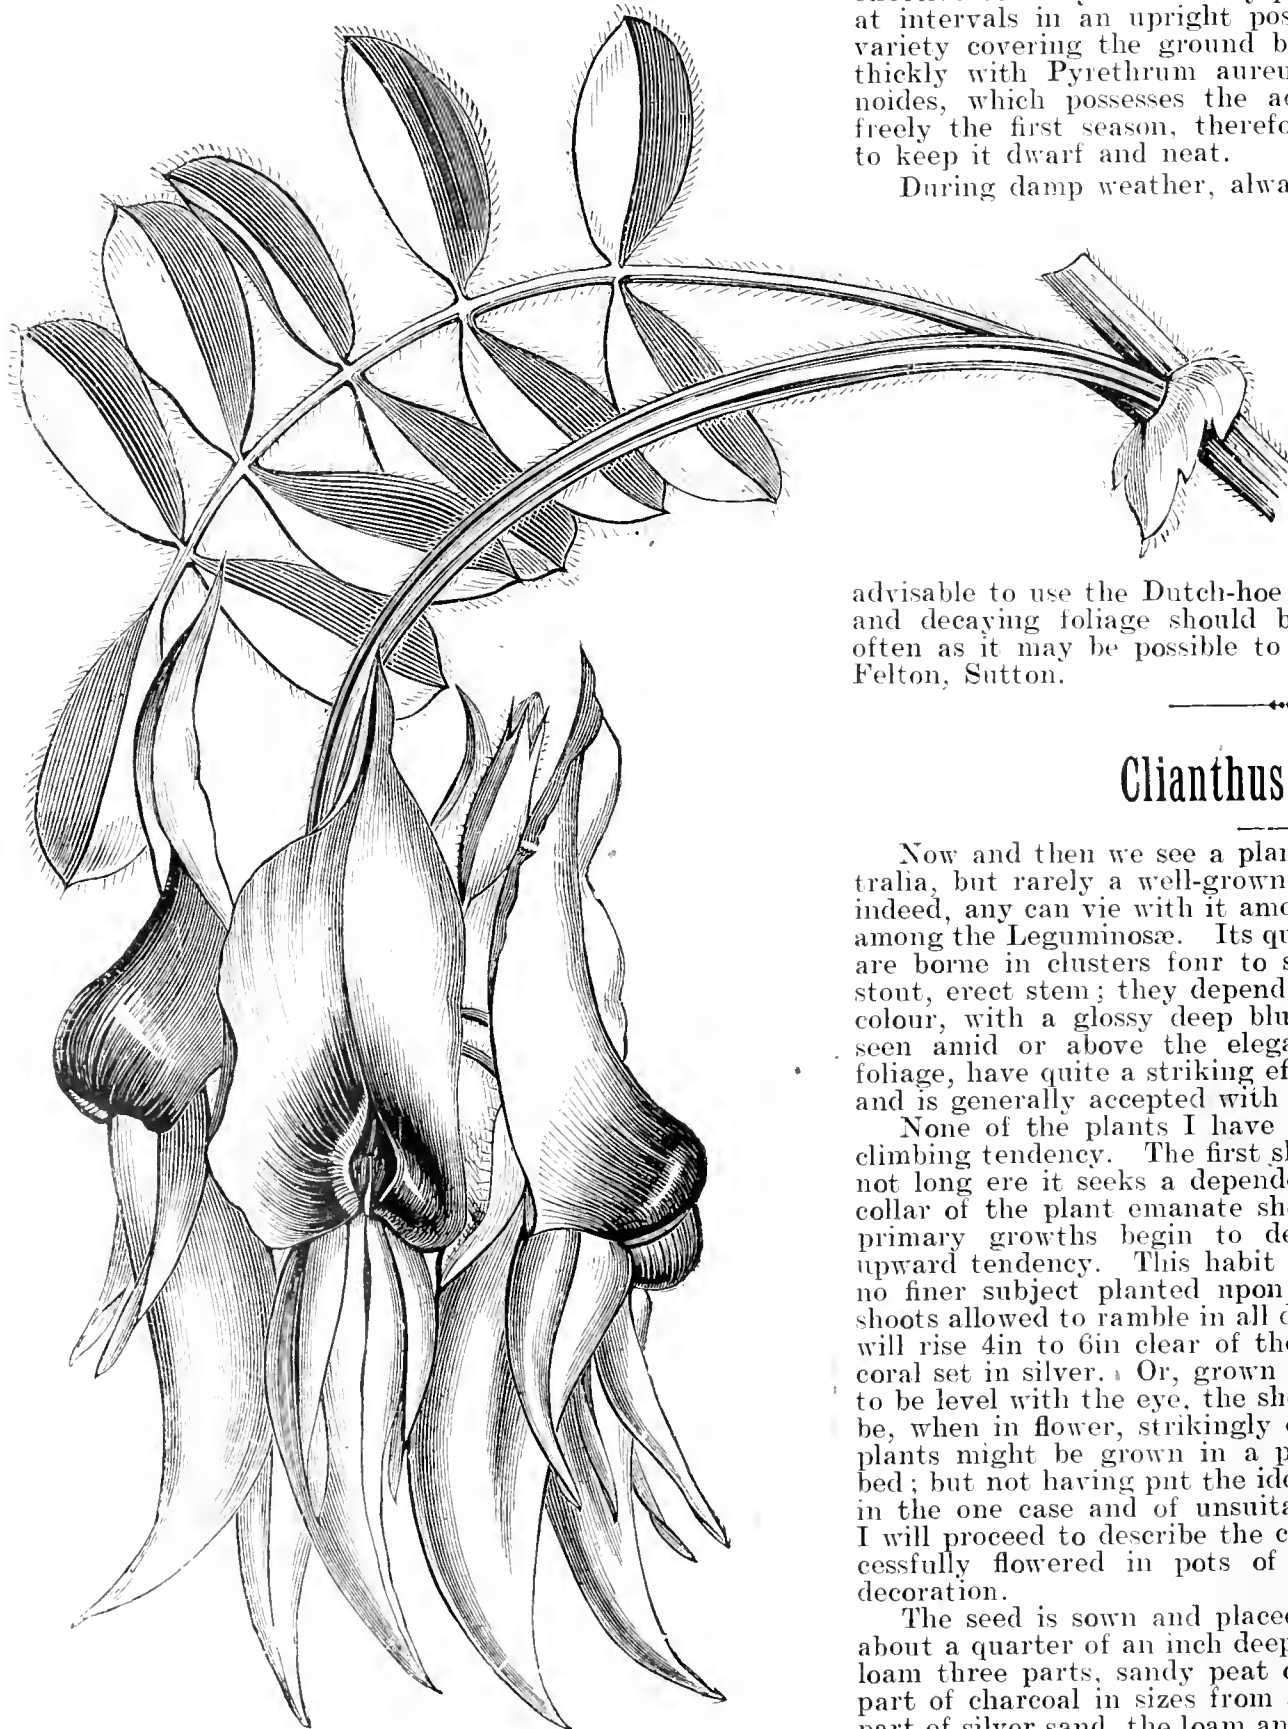 at intervals in an upright pos
variety covering the ground b
thickly with Pyrethrum aureu
noides, which possesses the a
freely the first season, therefo
to keep it dwarf and neat.
During damp weather, alwa
advisable to use the Dutch-hoe
and decaying foliage should b
often as it may be possible to
Felton, Sutton.
Clianthus
Now and then we see a plan
tralia, but rarely a well-grown
indeed, any can vie with it amo
among the Leguminosæ. Its qu
are borne in clusters four to s
stout, erect stem; they depend
colour, with a glossy deep blu
seen amid or above the elega
foliage, have quite a striking ef
and is generally accepted with
None of the plants I have
climbing tendency. The first sh
not long ere it seeks a depend
collar of the plant emanate sh
primary growths begin to de
upward tendency. This habit
no finer subject planted upon
shoots allowed to ramble in all d
will rise 4in to 6in clear of the
coral set in silver. Or, grown
to be level with the eye, the sh
be, when in flower, strikingly
plants might be grown in a p
bed; but not having put the ide
in the one case and of unsuita
I will proceed to describe the c
cessfully flowered in pots of
decoration.
The seed is sown and place
about a quarter of an inch deep
loam three parts, sandy peat
part of charcoal in sizes from
part of silver sand, the loam an